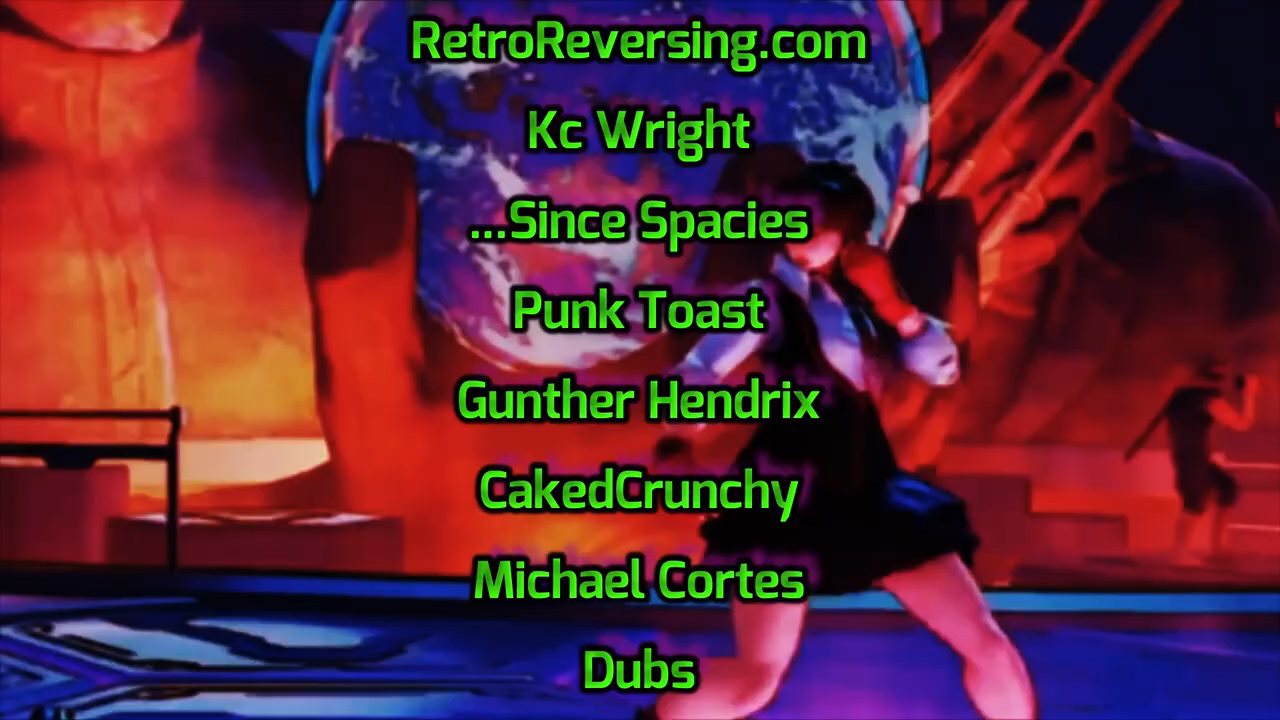 RetroReversing.com
Kc Wright
...Since Spacies
Punk Toast
Gunther Hendrix
CakedCrunchy
Michael Cortes
Dubs